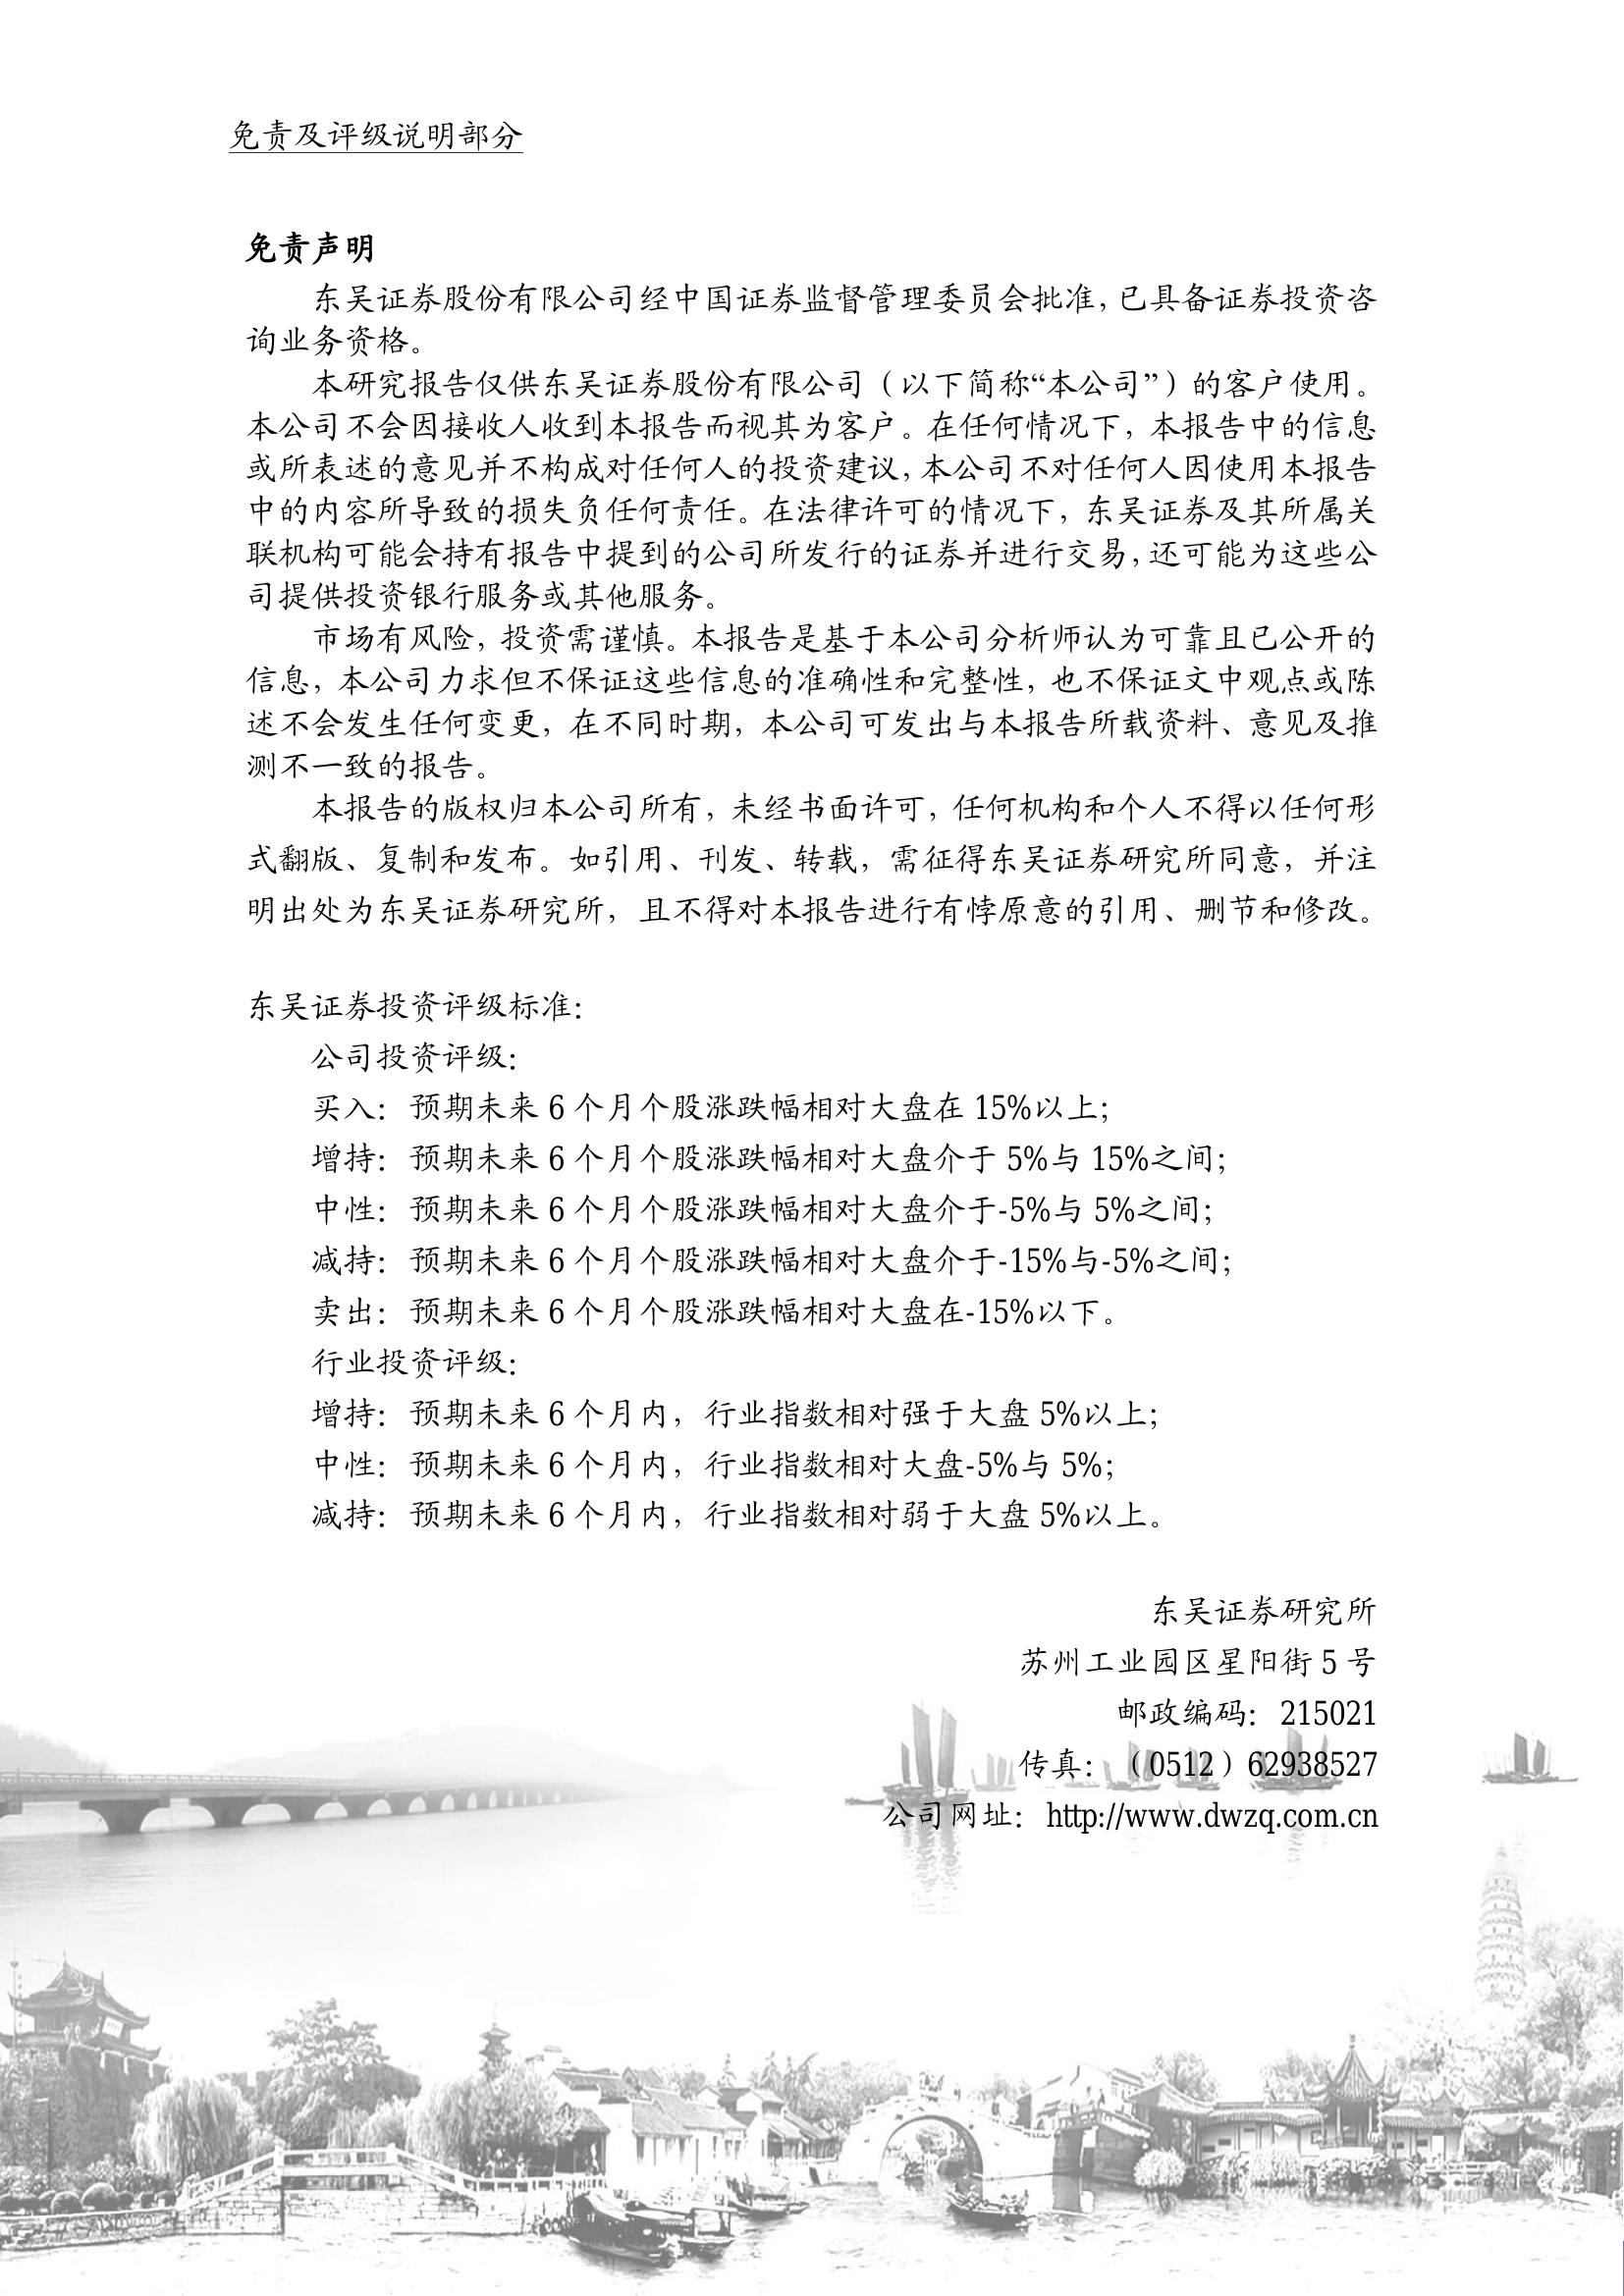 免责及评级说明部分
免责声明
东吴证券股份有限公司经中国证券监督管理委员会批准，已具备证券投资咨
询业务资格。
本研究报告仅供东吴证券股份有限公司（以下简称“本公司”）的客户使用。
本公司不会因接收人收到本报告而视其为客户。在任何情况下，本报告中的信息
或所表述的意见并不构成对任何人的投资建议，本公司不对任何人因使用本报告
中的内容所导致的损失负任何责任。在法律许可的情况下，东吴证券及其所属关
联机构可能会持有报告中提到的公司所发行的证券并进行交易，还可能为这些公
司提供投资银行服务或其他服务。
市场有风险，投资需谨慎。本报告是基于本公司分析师认为可靠且已公开的
信息，本公司力求但不保证这些信息的准确性和完整性，也不保证文中观点或陈
述不会发生任何变更，在不同时期，本公司可发出与本报告所载资料、意见及推
测不一致的报告。
本报告的版权归本公司所有，未经书面许可，任何机构和个人不得以任何形
式翻版、复制和发布。如引用、刊发、转载，需征得东吴证券研究所同意，并注
明出处为东吴证券研究所，且不得对本报告进行有悖原意的引用、删节和修改。
东吴证券投资评级标准：
公司投资评级：
买入：预期未来 6 个月个股涨跌幅相对大盘在 15%以上；
增持：预期未来 6 个月个股涨跌幅相对大盘介于 5%与 15%之间；
中性：预期未来 6 个月个股涨跌幅相对大盘介于-5%与 5%之间；
减持：预期未来 6 个月个股涨跌幅相对大盘介于-15%与-5%之间；
卖出：预期未来 6 个月个股涨跌幅相对大盘在-15%以下。
行业投资评级：
增持：预期未来 6 个月内，行业指数相对强于大盘 5%以上；
中性：预期未来 6 个月内，行业指数相对大盘-5%与 5%；
减持：预期未来 6 个月内，行业指数相对弱于大盘 5%以上。
东吴证券研究所
苏州工业园区星阳街 5 号
邮政编码：215021
传真：（0512）62938527
公司网址：http://www.dwzq.com.cn